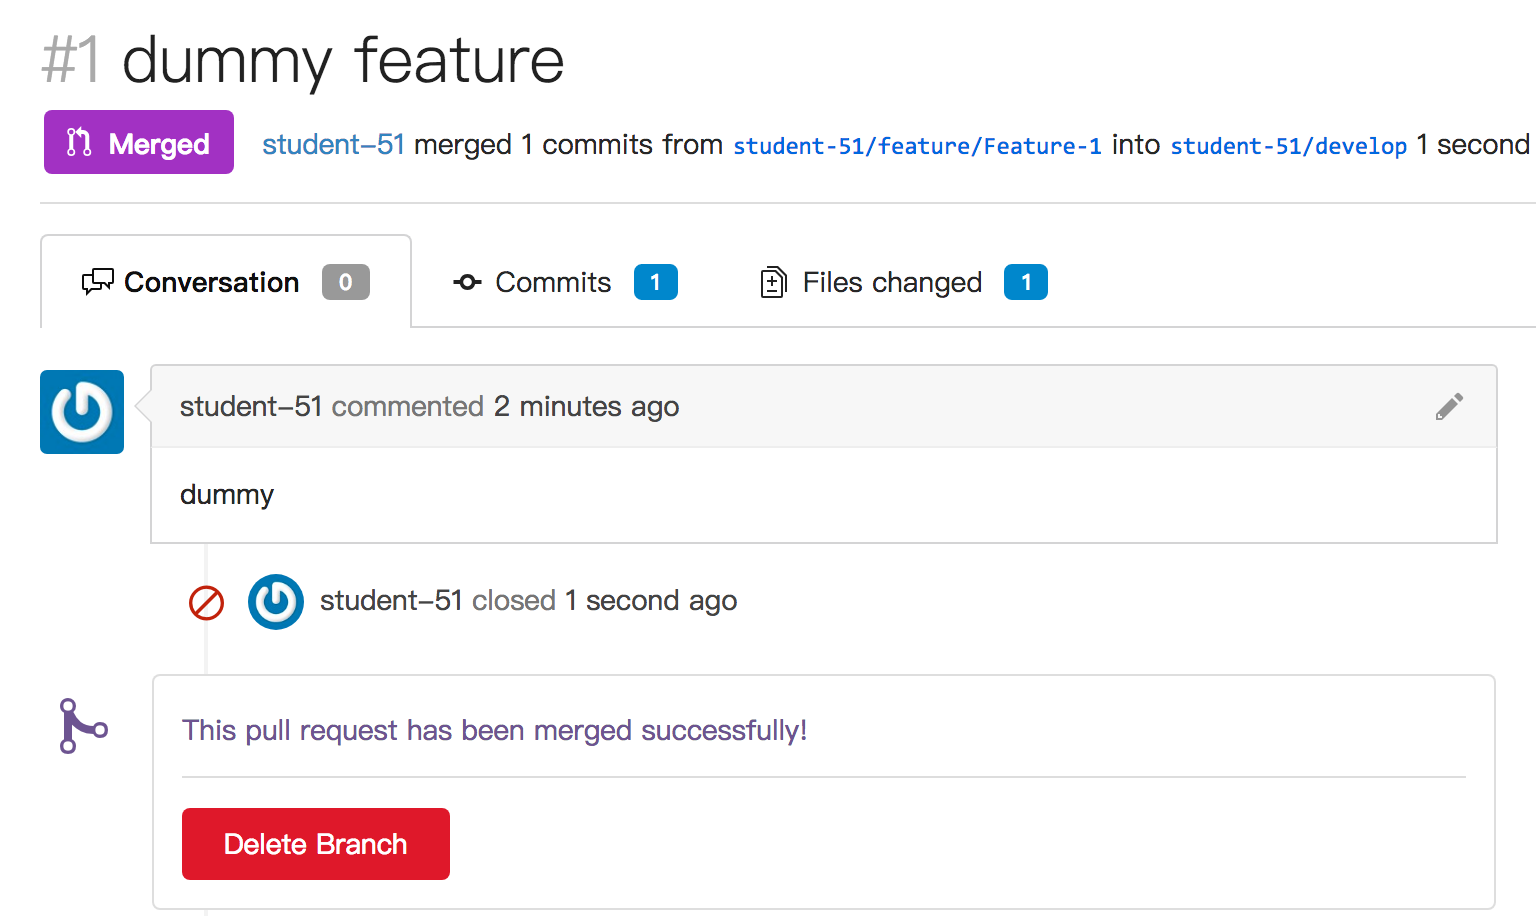 #1 dummy feature
Merged student-51 merged 1 commits from student-51/feature/Feature-1 into student-51/develop 1 second
Conversation 0 Commits 1 Files changed 1
student-51 commented 2 minutes ago
dummy
student-51 closed 1 second ago
This pull request has been merged successfully!
Delete Branch